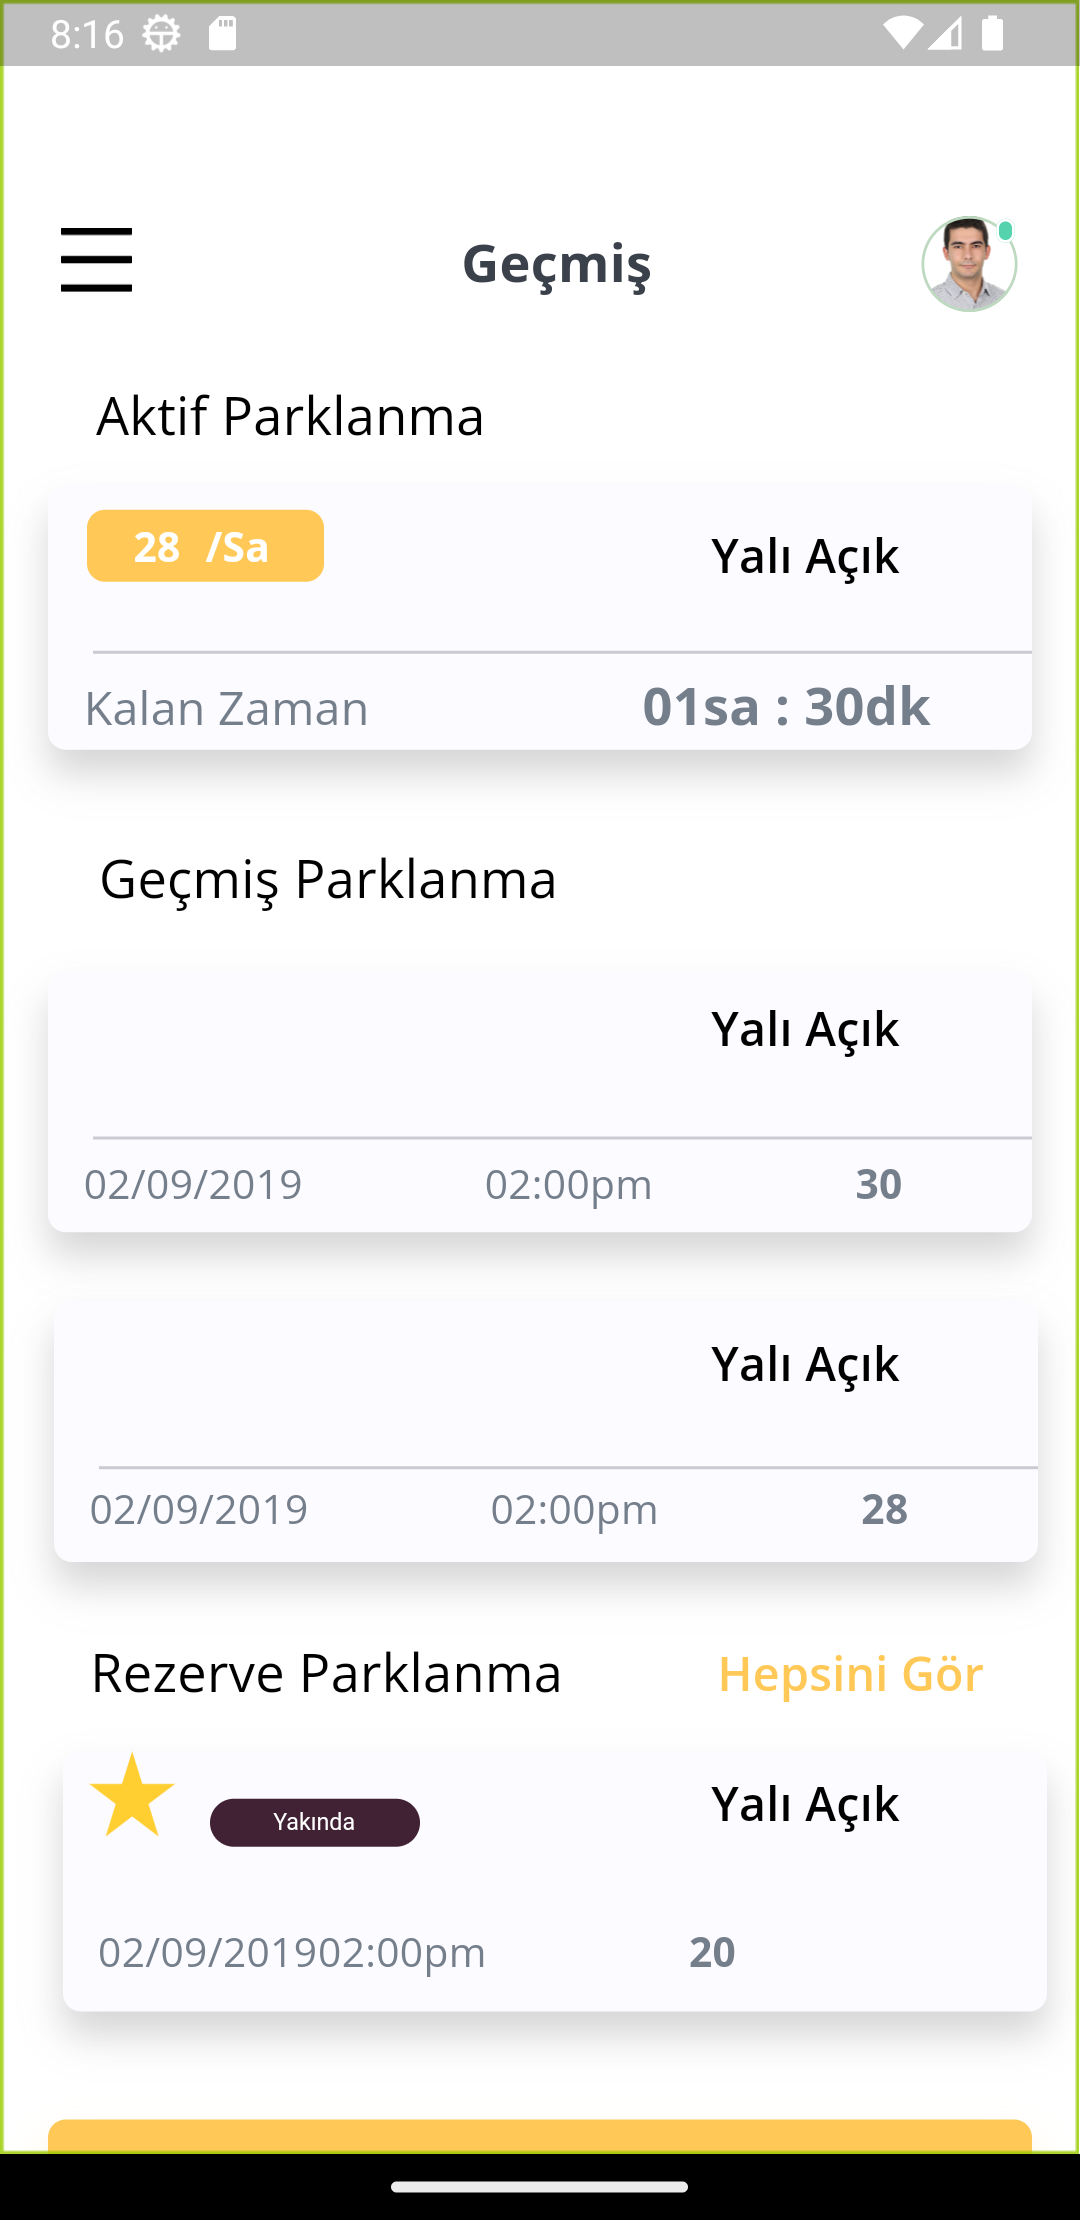 8:16
Geçmiş
Aktif Parklanma
28 /Sa
Yalı Açık
Kalan Zaman
01sa : 30dk
Geçmiş Parklanma
Yalı Açık
02/09/2019 02:00pm 30
Yalı Açık
02/09/2019 02:00pm 28
Rezerve Parklanma
Hepsini Gör
Yakında
Yalı Açık
02/09/201902:00pm 20